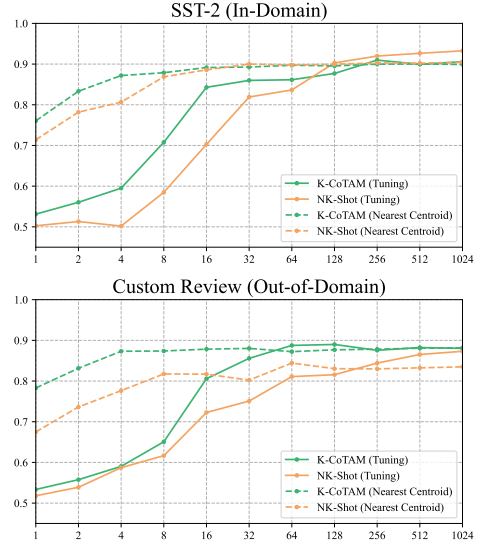 SST-2 (In-Domain)
1.0
0.9
0.8
0.7
0.6
0.5
K-CoTAM (Tuning)
NK-Shot (Tuning)
K-CoTAM (Nearest Centroid)
NK-Shot (Nearest Centroid)
1 2 4 8 16 32 64 128 256 512 1024
Custom Review (Out-of-Domain)
1.0
0.9
0.8
0.7
0.6
0.5
K-CoTAM (Tuning)
NK-Shot (Tuning)
K-CoTAM (Nearest Centroid)
NK-Shot (Nearest Centroid)
1 2 4 8 16 32 64 128 256 512 1024